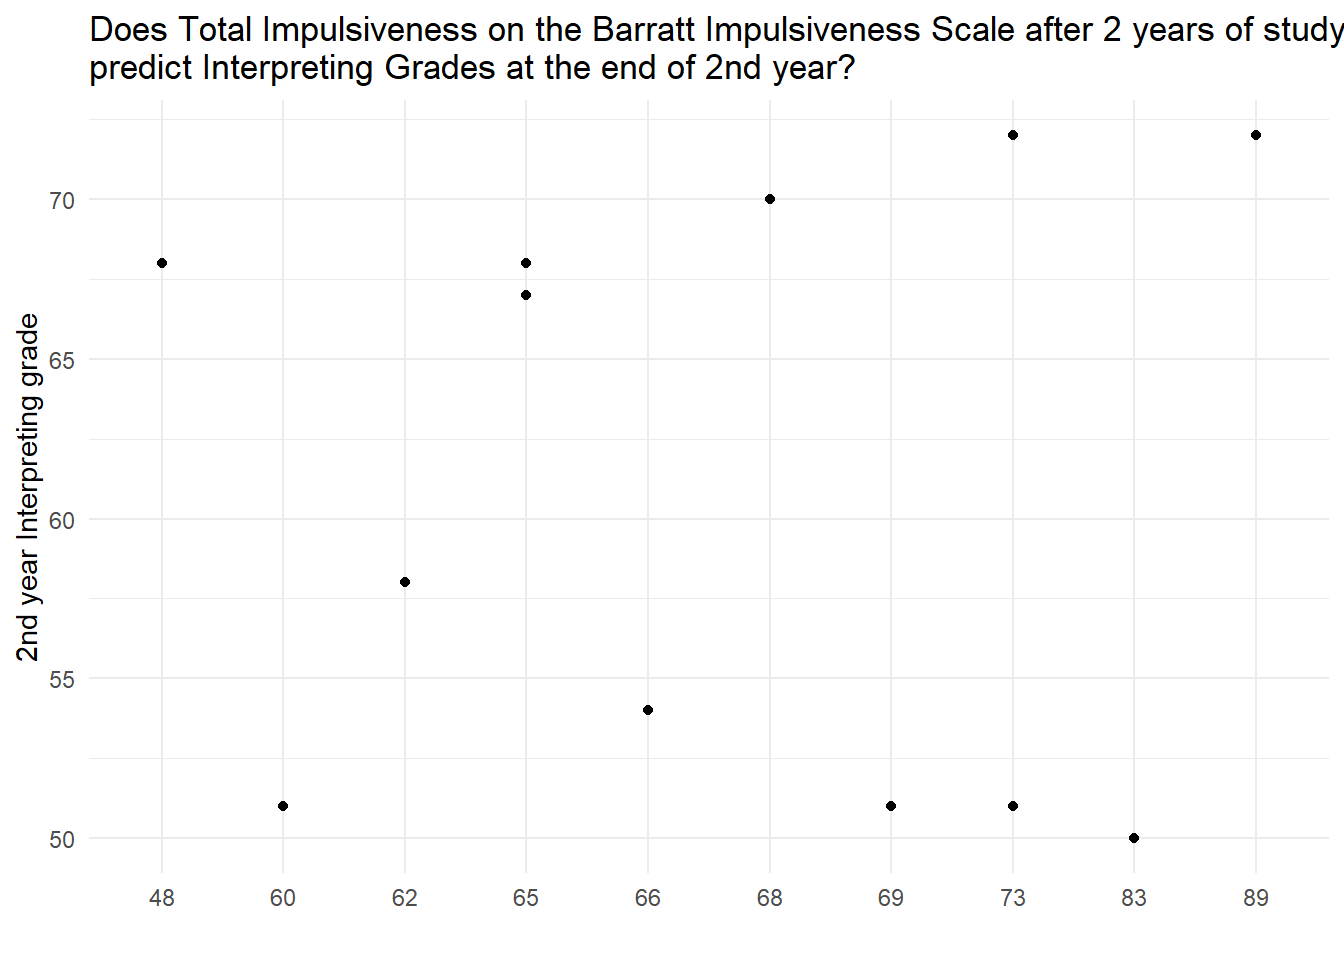 Does Total Impulsiveness on the Barratt Impulsiveness Scale after 2 years of study
predict Interpreting Grades at the end of 2nd year?
2nd year Interpreting grade
70
65
60
55
50
48 60 62 65 66 68 69 73 83 89